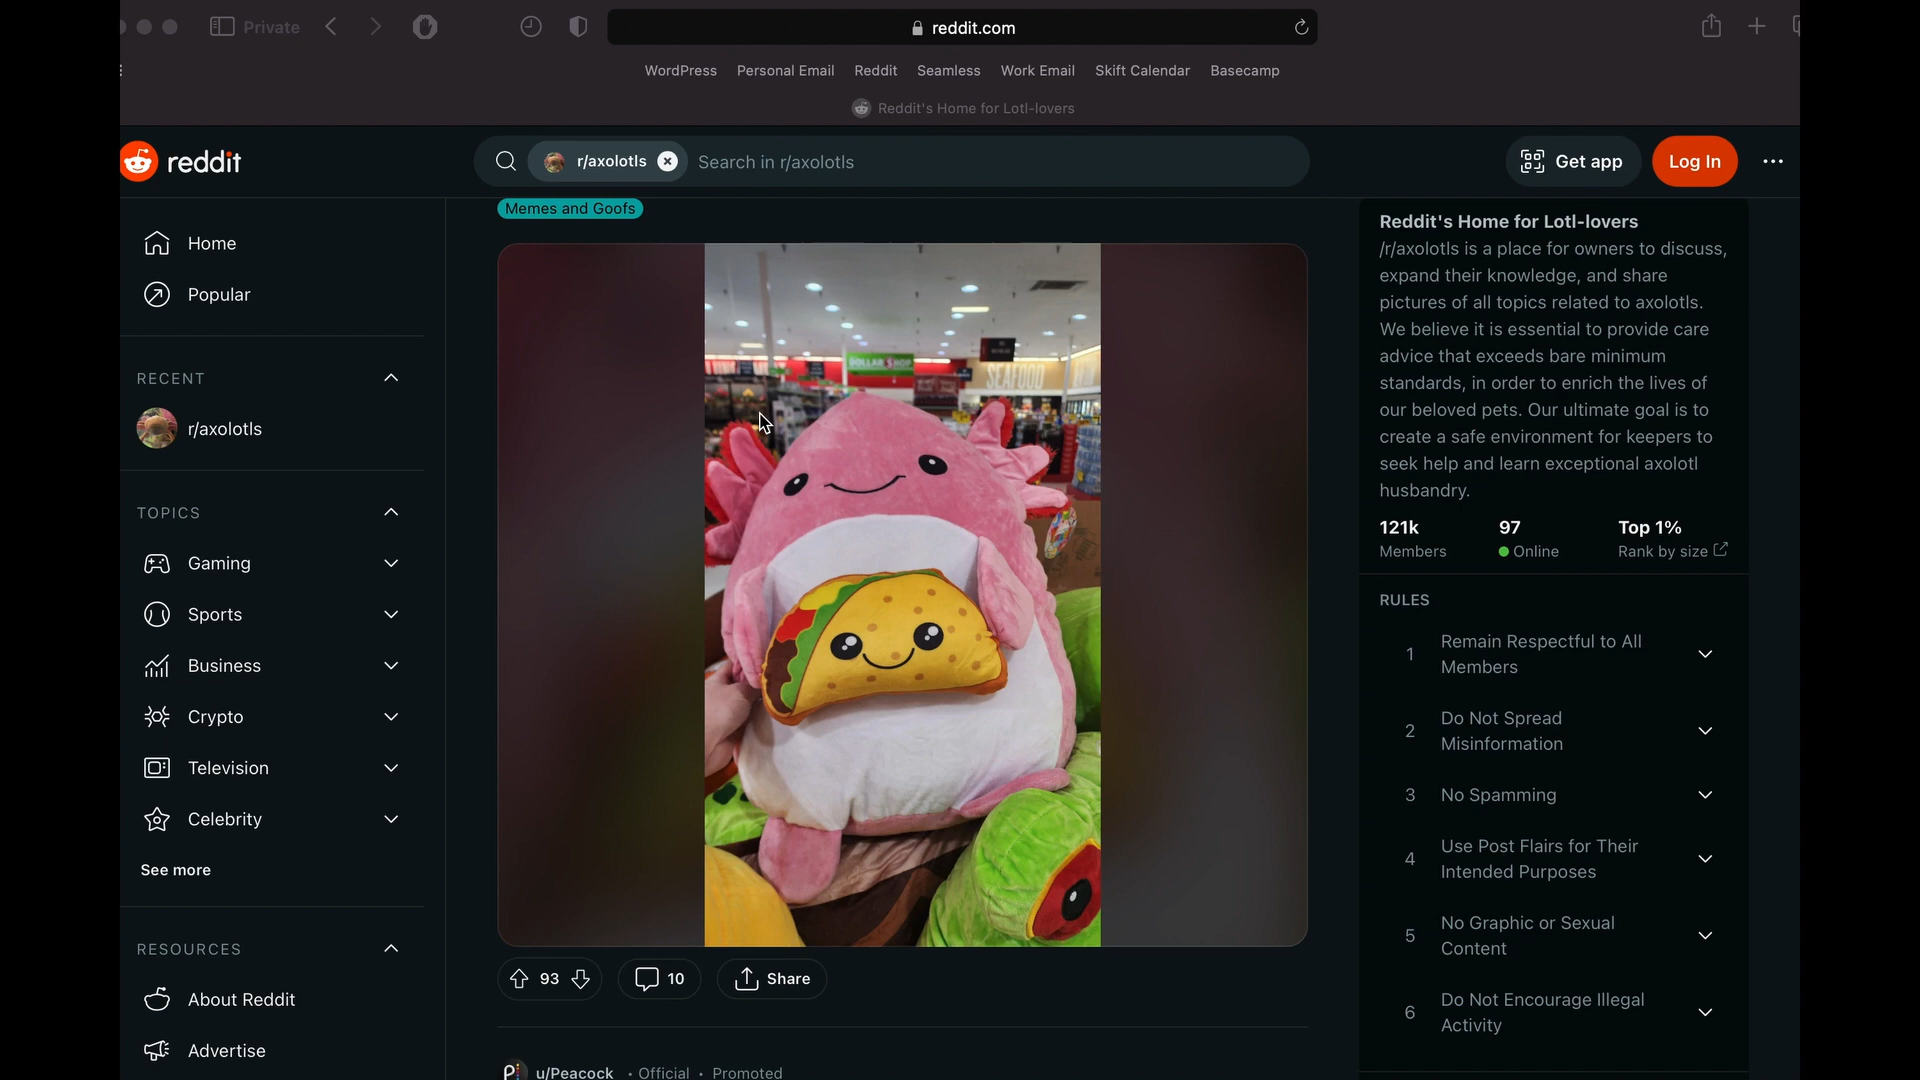 Private
reddit.com
WordPress Personal Email Reddit Seamless Work Email Skift Calendar Basecamp
Reddit's Home for Lotl-lovers
reddit
r/axolotls
Search in r/axolotls
Get app
Log In
Home
Popular
RECENT
r/axolotls
TOPICS
Gaming
Sports
Business
Crypto
Television
Celebrity
See more
RESOURCES
About Reddit
Advertise
Memes and Goofs
DOLLAR SHOP
SEAFOOD
93
10
Share
u/Peacock • Official • Promoted
Reddit's Home for Lotl-lovers
/r/axolotls is a place for owners to discuss,
expand their knowledge, and share
pictures of all topics related to axolotls.
We believe it is essential to provide care
advice that exceeds bare minimum
standards, in order to enrich the lives of
our beloved pets. Our ultimate goal is to
create a safe environment for keepers to
seek help and learn exceptional axolotl
husbandry.
121k 97 Top 1%
Members Online Rank by size
RULES
1 Remain Respectful to All
Members
2 Do Not Spread
Misinformation
3 No Spamming
4 Use Post Flairs for Their
Intended Purposes
5 No Graphic or Sexual
Content
6 Do Not Encourage Illegal
Activity